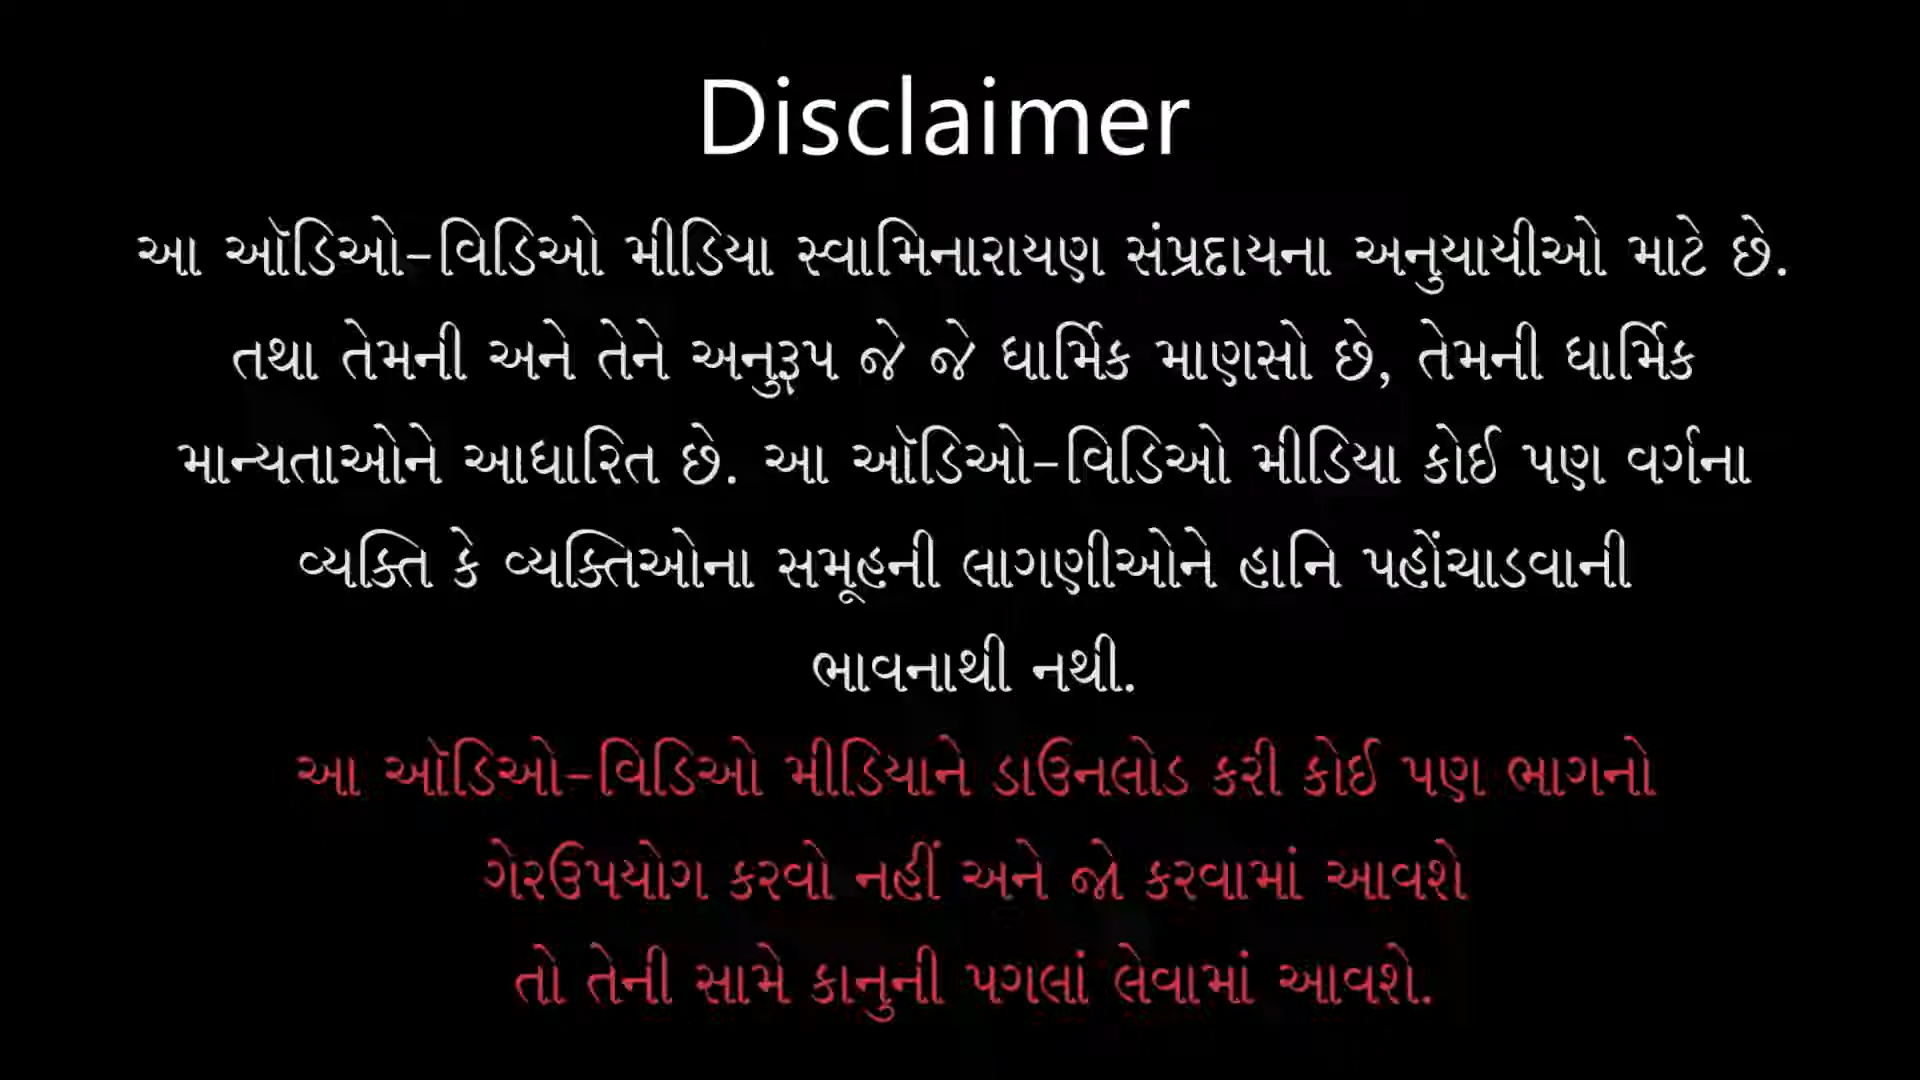 Disclaimer
આ ઑડિઓ-વિડિઓ મીડિયા સ્વામિનારાયણ સંપ્રદાયના અનુયાયીઓ માટે છે.
તથા તેમની અને તેને અનુરૂપ જે જે ધાર્મિક માણસો છે, તેમની ધાર્મિક
માન્યતાઓને આધારિત છે. આ ઑડિઓ-વિડિઓ મીડિયા કોઈ પણ વર્ગના
વ્યક્તિ કે વ્યક્તિઓના સમૂહની લાગણીઓને હાનિ પહોંચાડવાની
ભાવનાથી નથી.
આ ઑડિઓ-વિડિઓ મીડિયાને ડાઉનલોડ કરી કોઈ પણ ભાગનો
ગેરઉપયોગ કરવો નહીં અને જો કરવામાં આવશે
તો તેની સામે કાનુની પગલાં લેવામાં આવશે.